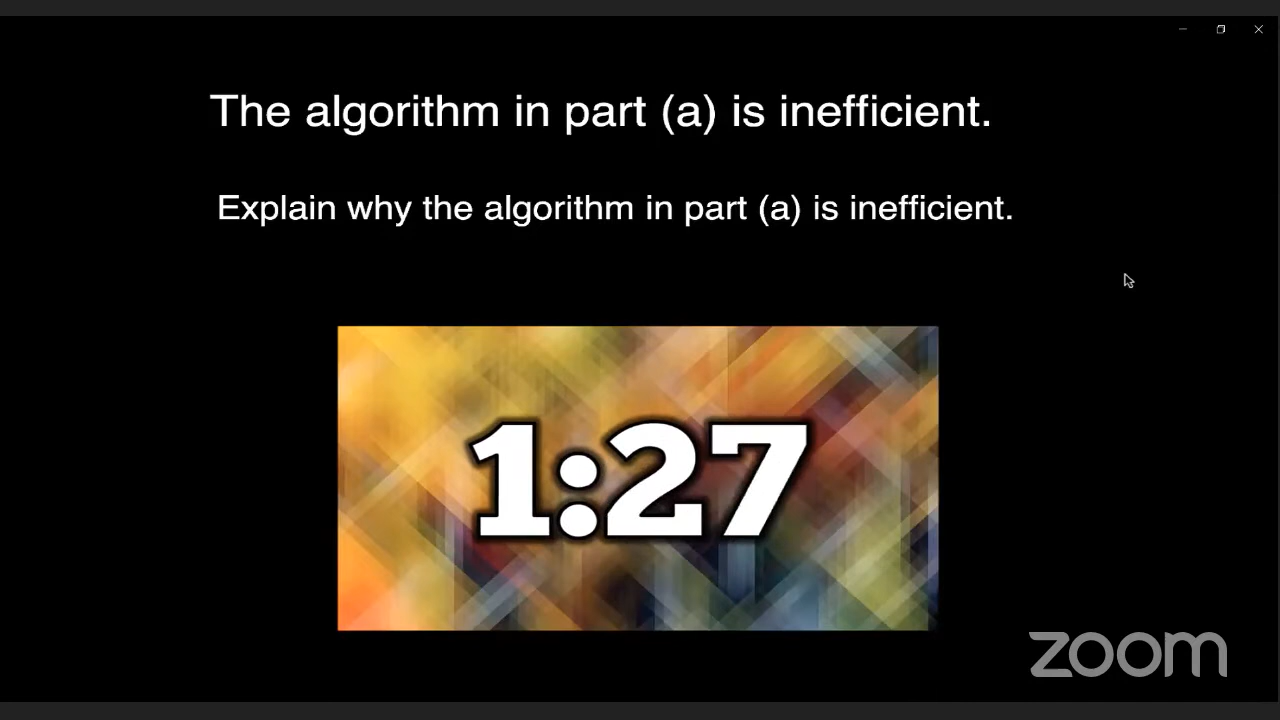 The algorithm in part (a) is inefficient.
Explain why the algorithm in part (a) is inefficient.
1:27
zoom